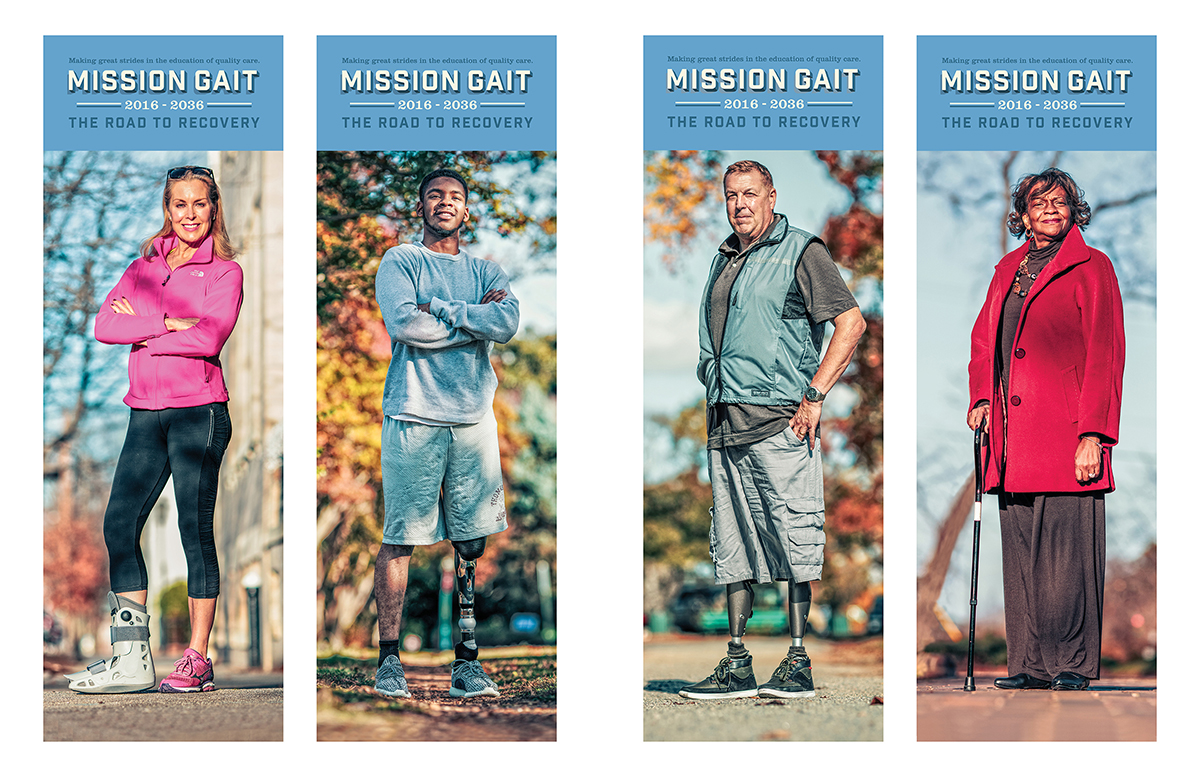 Making great strides in the education of quality care.
MISSION GAIT
2016 - 2036
THE ROAD TO RECOVERY
Making great strides in the education of quality care.
MISSION GAIT
2016 - 2036
THE ROAD TO RECOVERY
Making great strides in the education of quality care.
MISSION GAIT
2016 - 2036
THE ROAD TO RECOVERY
Making great strides in the education of quality care.
MISSION GAIT
2016 - 2036
THE ROAD TO RECOVERY